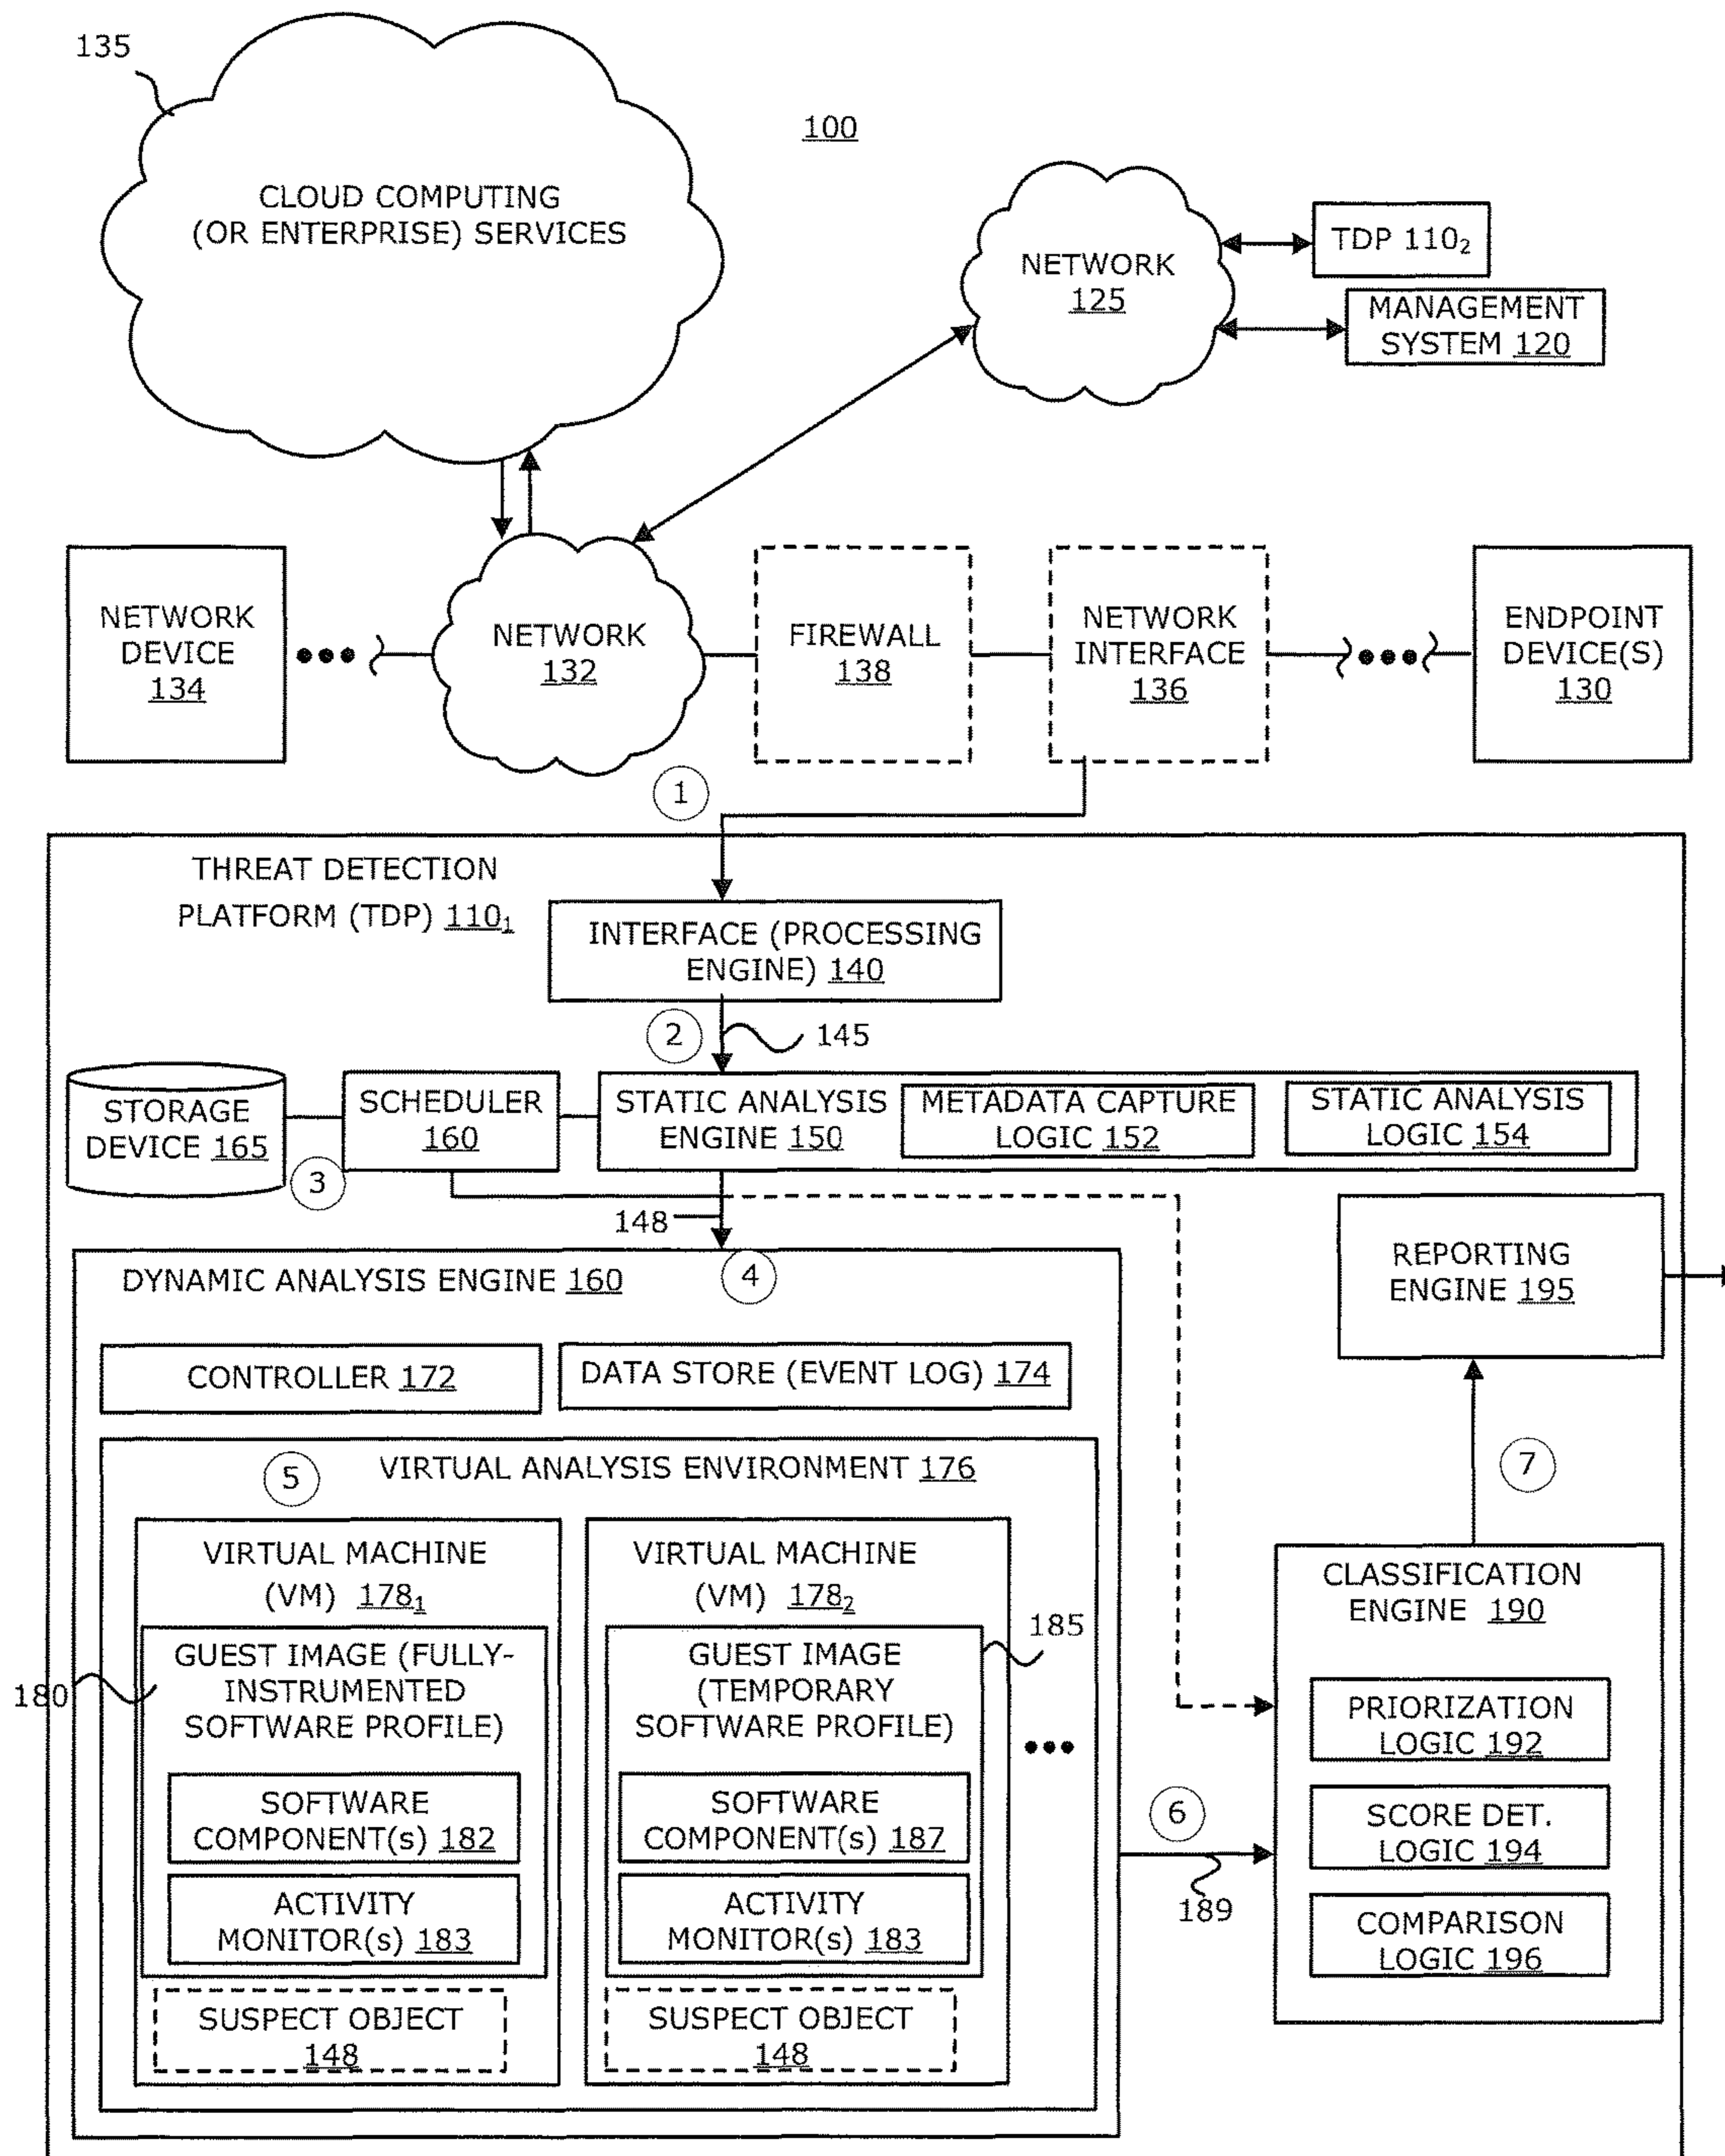 135
100
CLOUD COMPUTING
(OR ENTERPRISE) SERVICES
NETWORK
125
TDP 110₂
MANAGEMENT
SYSTEM 120
NETWORK
DEVICE
134
NETWORK
132
FIREWALL
138
NETWORK
INTERFACE
136
ENDPOINT
DEVICE(S)
130
1
THREAT DETECTION
PLATFORM (TDP) 110₁
INTERFACE (PROCESSING
ENGINE) 140
2
145
STORAGE
DEVICE 165
SCHEDULER
160
STATIC ANALYSIS
ENGINE 150
METADATA CAPTURE
LOGIC 152
STATIC ANALYSIS
LOGIC 154
3
148
4
DYNAMIC ANALYSIS ENGINE 160
REPORTING
ENGINE 195
CONTROLLER 172
DATA STORE (EVENT LOG) 174
5
VIRTUAL ANALYSIS ENVIRONMENT 176
7
VIRTUAL MACHINE
(VM) 178₁
180
GUEST IMAGE (FULLY-
INSTRUMENTED
SOFTWARE PROFILE)
SOFTWARE
COMPONENT(s) 182
ACTIVITY
MONITOR(s) 183
SUSPECT OBJECT
148
VIRTUAL MACHINE
(VM) 178₂
185
GUEST IMAGE
(TEMPORARY
SOFTWARE PROFILE)
SOFTWARE
COMPONENT(s) 187
ACTIVITY
MONITOR(s) 183
SUSPECT OBJECT
148
6
189
CLASSIFICATION
ENGINE 190
PRIORIZATION
LOGIC 192
SCORE DET.
LOGIC 194
COMPARISON
LOGIC 196